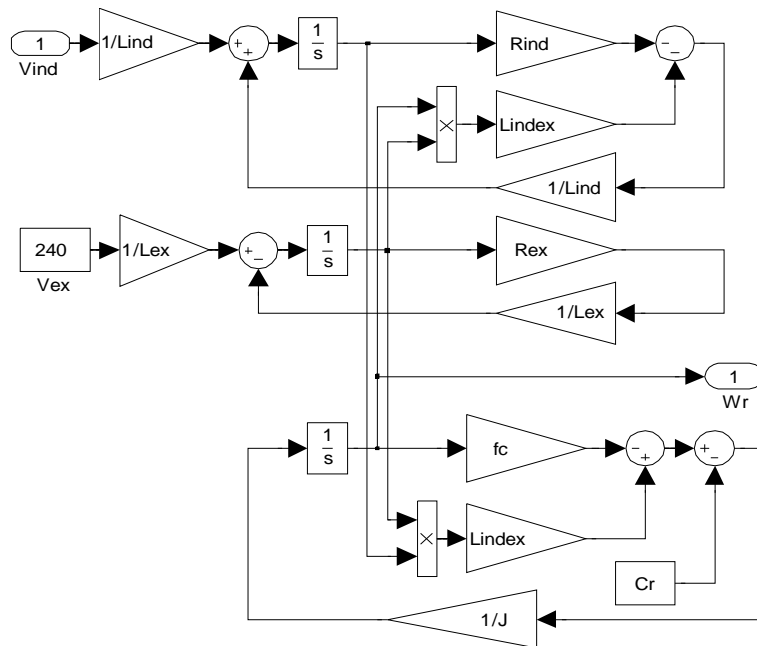 1
Vind
1/Lind
+
+
1
s
Rind
-
-
×
Lindex
1/Lind
240
Vex
1/Lex
+
-
1
s
Rex
1/Lex
1
Wr
1
s
fc
-
+
+
-
×
Lindex
Cr
1/J